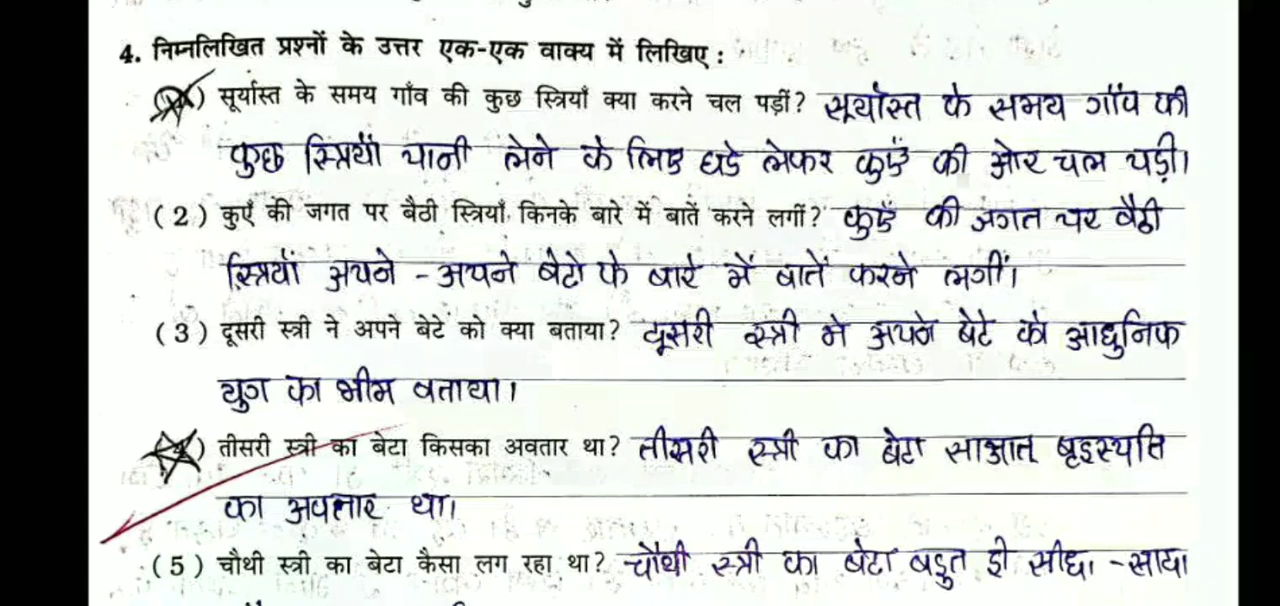 4. निम्नलिखित प्रश्नों के उत्तर एक-एक वाक्य में लिखिए :
) सूर्यास्त के समय गाँव की कुछ स्त्रियाँ क्या करने चल पड़ीं? सूर्यास्त के समय गाँव की
कुछ स्त्रियाँ पानी लेने के लिए घडे लेकर कुएँ की ओर चल पड़ी।
(2) कुएँ की जगत पर बैठी स्त्रियाँ किनके बारे में बातें करने लगीं? कुएँ की जगत पर बैठी
स्त्रियाँ अपने - अपने बेटो के बारे में बातें करने लगीं।
(3) दूसरी स्त्री ने अपने बेटे को क्या बताया? दूसरी स्त्री ने अपने बेटे को आधुनिक
युग का भीम बताया।
) तीसरी स्त्री का बेटा किसका अवतार था? तीसरी स्त्री का बेटा साक्षात् बृहस्पति
का अवतार था।
(5) चौथी स्त्री का बेटा कैसा लग रहा था? चौथी स्त्री का बेटा बहुत ही सीधा -सादा